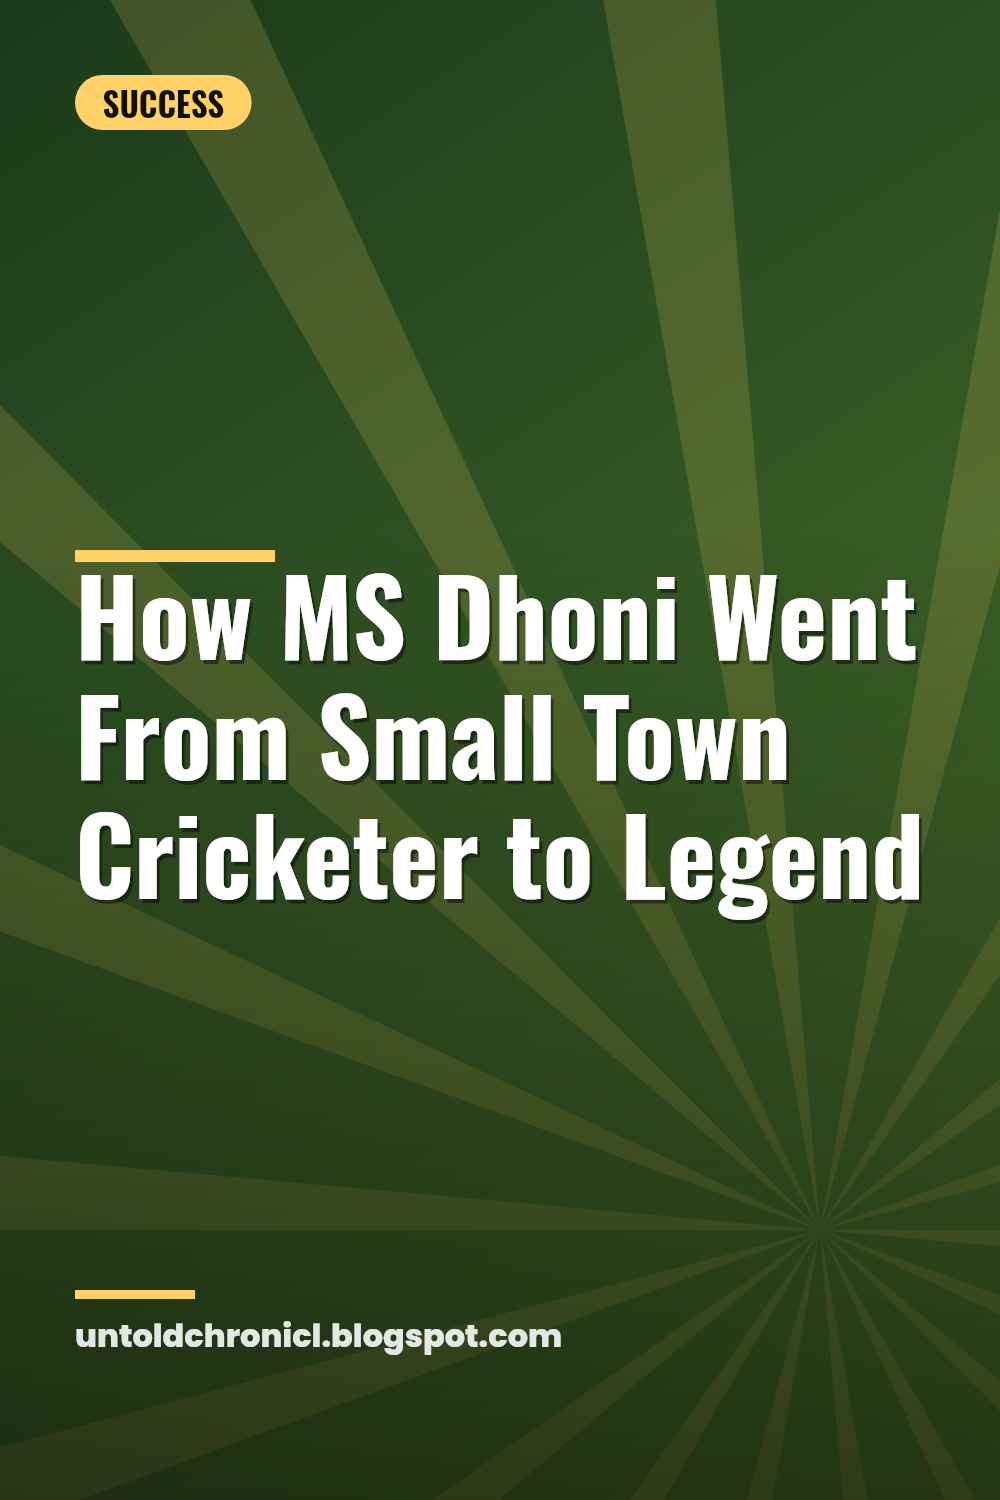 SUCCESS
How MS Dhoni Went
From Small Town
Cricketer to Legend
untoldchronicl.blogspot.com